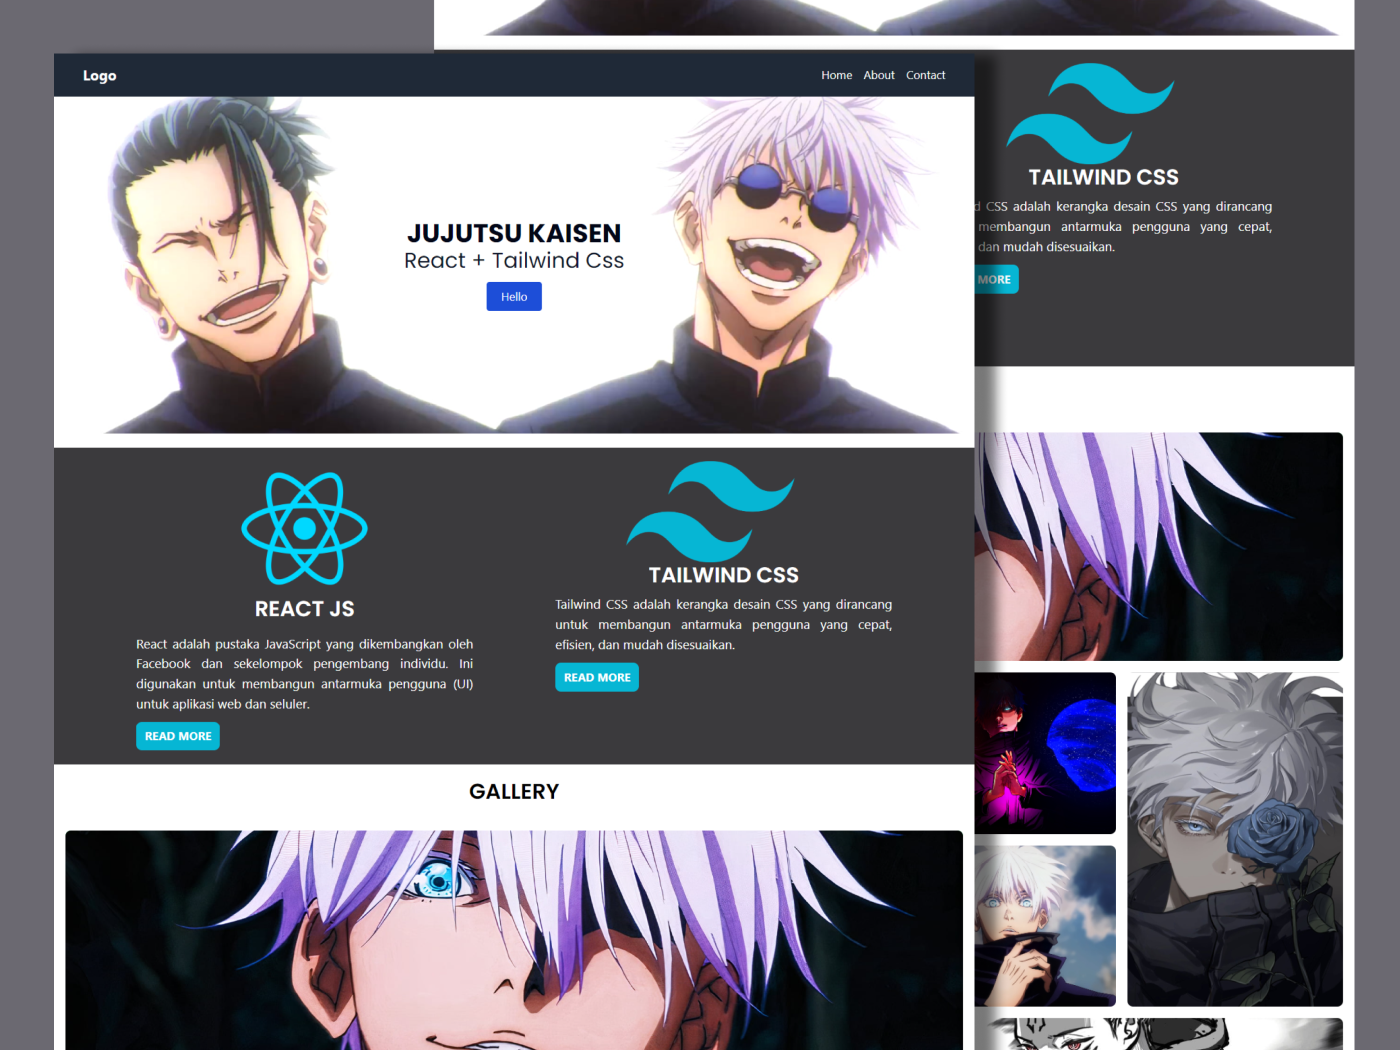 Logo
Home About Contact
JUJUTSU KAISEN
React + Tailwind Css
Hello
REACT JS
React adalah pustaka JavaScript yang dikembangkan oleh
Facebook dan sekelompok pengembang individu. Ini
digunakan untuk membangun antarmuka pengguna (UI)
untuk aplikasi web dan seluler.
READ MORE
TAILWIND CSS
Tailwind CSS adalah kerangka desain CSS yang dirancang
untuk membangun antarmuka pengguna yang cepat,
efisien, dan mudah disesuaikan.
READ MORE
GALLERY
TAILWIND CSS
d CSS adalah kerangka desain CSS yang dirancang
membangun antarmuka pengguna yang cepat,
dan mudah disesuaikan.
MORE